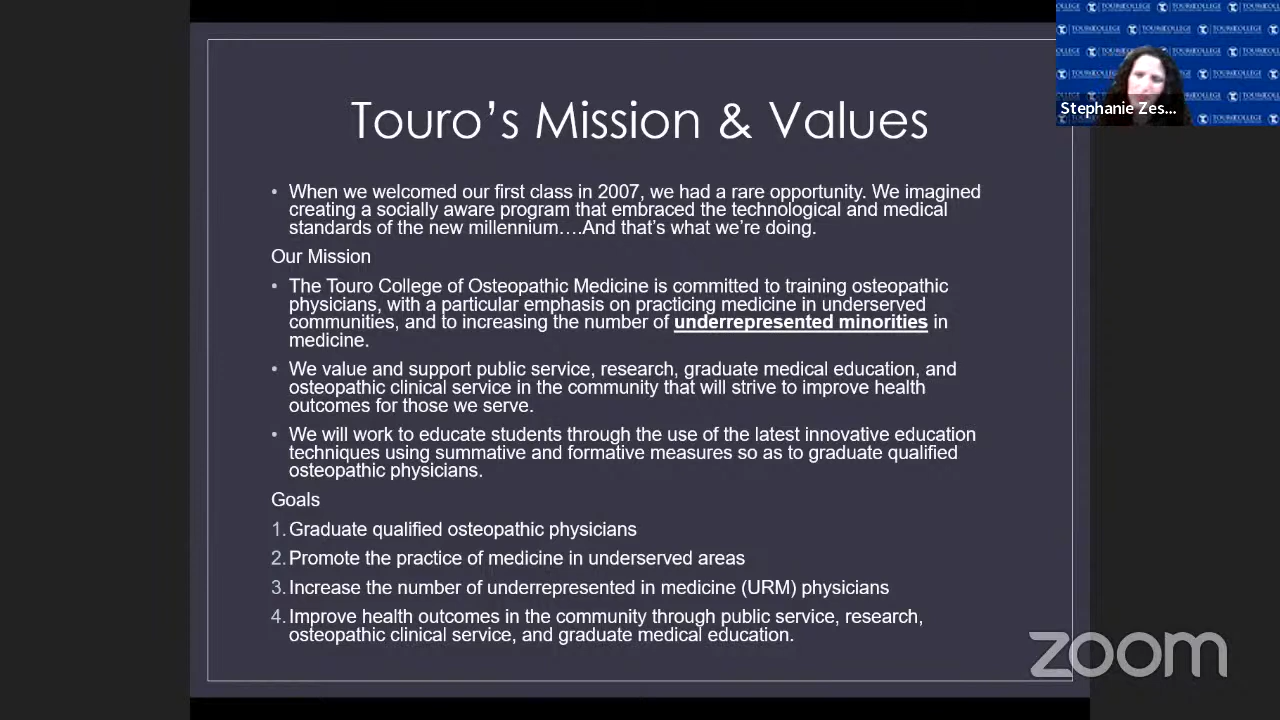 Touro’s Mission & Values
• When we welcomed our first class in 2007, we had a rare opportunity. We imagined
creating a socially aware program that embraced the technological and medical
standards of the new millennium….And that’s what we’re doing.
Our Mission
• The Touro College of Osteopathic Medicine is committed to training osteopathic
physicians, with a particular emphasis on practicing medicine in underserved
communities, and to increasing the number of underrepresented minorities in
medicine.
• We value and support public service, research, graduate medical education, and
osteopathic clinical service in the community that will strive to improve health
outcomes for those we serve.
• We will work to educate students through the use of the latest innovative education
techniques using summative and formative measures so as to graduate qualified
osteopathic physicians.
Goals
1. Graduate qualified osteopathic physicians
2. Promote the practice of medicine in underserved areas
3. Increase the number of underrepresented in medicine (URM) physicians
4. Improve health outcomes in the community through public service, research,
osteopathic clinical service, and graduate medical education.
TOURO COLLEGE
Stephanie Zes...
zoom